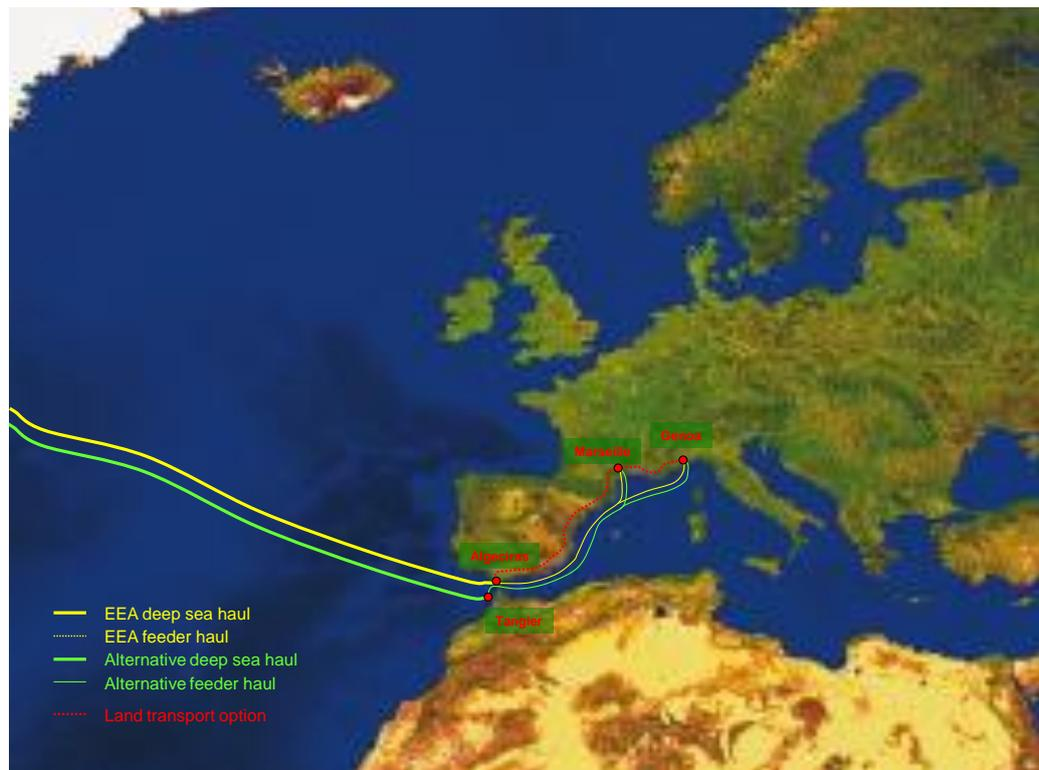 Genoa
Marseille
Algeciras
Tangier
EEA deep sea haul
EEA feeder haul
Alternative deep sea haul
Alternative feeder haul
Land transport option